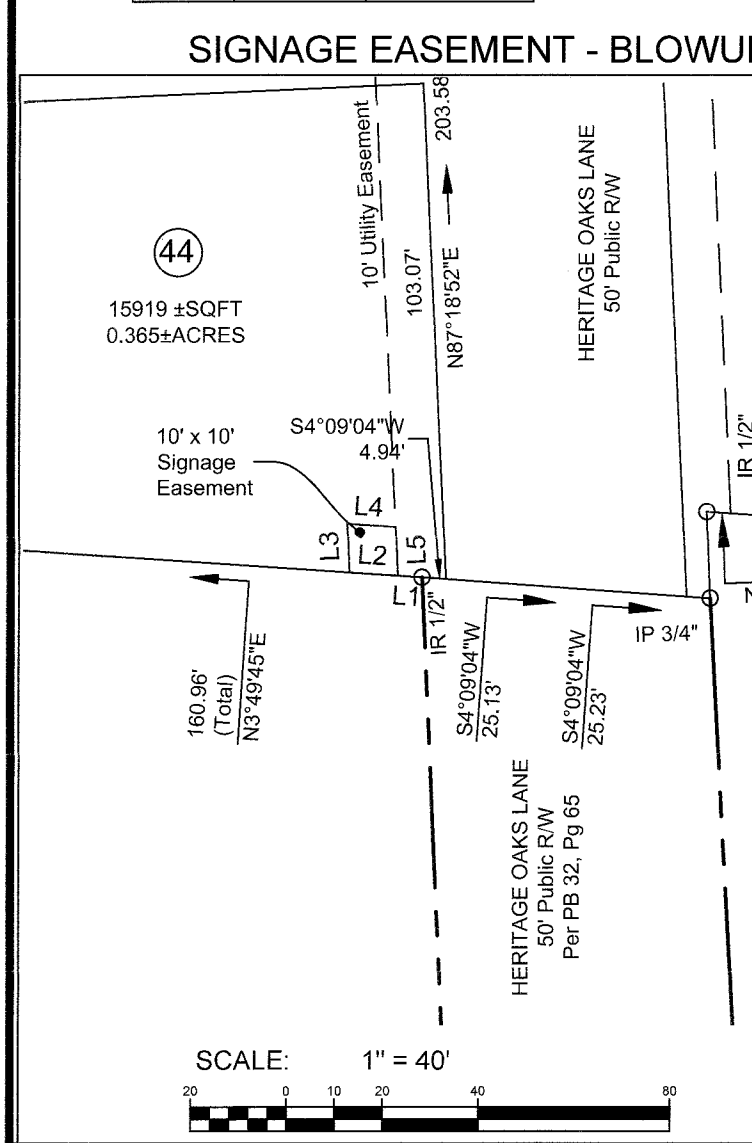 SIGNAGE EASEMENT - BLOWU
203.58
10' Utility Easement
103.07'
N87°18'52"E
HERITAGE OAKS LANE
50' Public R/W
44
15919 ±SQFT
0.365±ACRES
S4°09'04"W
4.94'
10' x 10'
Signage
Easement
L4
L3
L2
L5
L1
IR 1/2"
IR 1/2"
N
IP 3/4"
160.96'
(Total)
N3°49'45"E
S4°09'04"W
25.13'
S4°09'04"W
25.23'
HERITAGE OAKS LANE
50' Public R/W
Per PB 32, Pg 65
SCALE: 1" = 40'
20 0 10 20 40 80